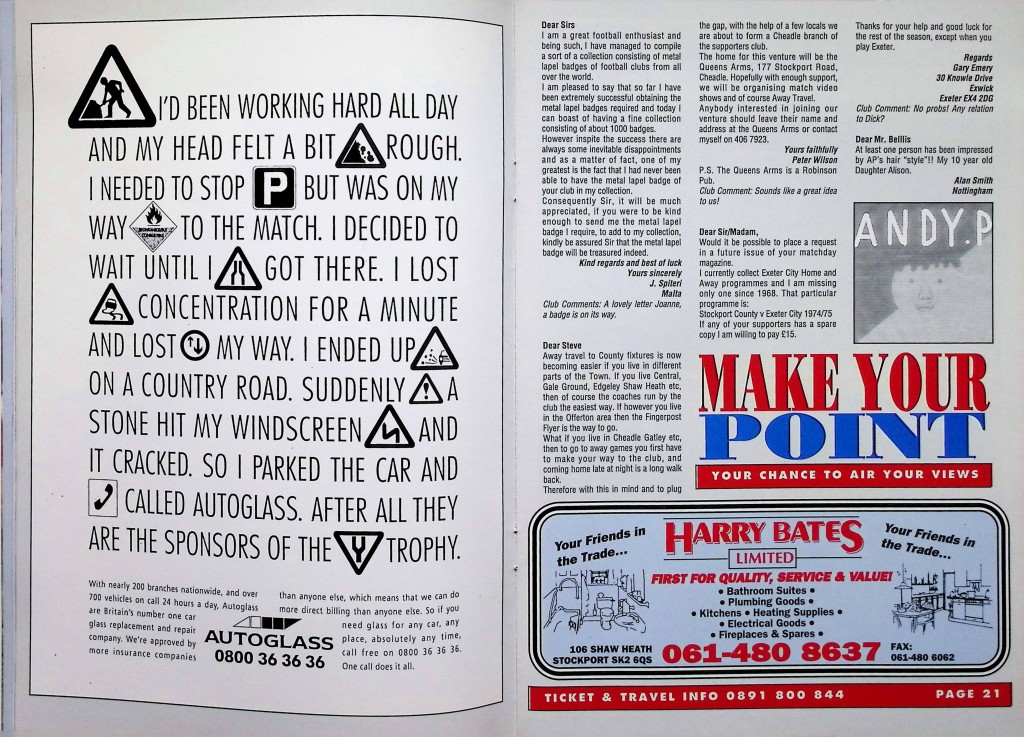 I'D BEEN WORKING HARD ALL DAY
AND MY HEAD FELT A BIT ROUGH.
I NEEDED TO STOP P BUT WAS ON MY
WAY TO THE MATCH. I DECIDED TO
WAIT UNTIL I GOT THERE. I LOST
CONCENTRATION FOR A MINUTE
AND LOST MY WAY. I ENDED UP
ON A COUNTRY ROAD. SUDDENLY ! A
STONE HIT MY WINDSCREEN AND
IT CRACKED. SO I PARKED THE CAR AND
CALLED AUTOGLASS. AFTER ALL THEY
ARE THE SPONSORS OF THE TROPHY.
With nearly 200 branches nationwide, and over
700 vehicles on call 24 hours a day, Autoglass
are Britain's number one car
glass replacement and repair
company. We're approved by
more insurance companies
than anyone else, which means that we can do
more direct billing than anyone else. So if you
need glass for any car, any
place, absolutely any time,
call free on 0800 36 36 36.
One call does it all.
AUTOGLASS
0800 36 36 36
Dear Sirs
I am a great football enthusiast and
being such, I have managed to compile
a sort of a collection consisting of metal
lapel badges of football clubs from all
over the world.
I am pleased to say that so far I have
been extremely successful obtaining the
metal lapel badges required and today I
can boast of having a fine collection
consisting of about 1000 badges.
However inspite the success there are
always some inevitable disappointments
and as a matter of fact, one of my
greatest is the fact that I had never been
able to have the metal lapel badge of
your club in my collection.
Consequently Sir, it will be much
appreciated, if you were to be kind
enough to send me the metal lapel
badge I require, to add to my collection,
kindly be assured Sir that the metal lapel
badge will be treasured indeed.
Kind regards and best of luck
Yours sincerely
J. Spiteri
Malta
Club Comments: A lovely letter Joanne,
a badge is on its way.
Dear Steve
Away travel to County fixtures is now
becoming easier if you live in different
parts of the Town. If you live Central,
Gale Ground, Edgeley Shaw Heath etc,
then of course the coaches run by the
club the easiest way. If however you live
in the Offerton area then the Fingerpost
Flyer is the way to go.
What if you live in Cheadle Gatley etc,
then to go to away games you first have
to make your way to the club, and
coming home late at night is a long walk
back.
Therefore with this in mind and to plug
the gap, with the help of a few locals we
are about to form a Cheadle branch of
the supporters club.
The home for this venture will be the
Queens Arms, 177 Stockport Road,
Cheadle. Hopefully with enough support,
we will be organising match video
shows and of course Away Travel.
Anybody interested in joining our
venture should leave their name and
address at the Queens Arms or contact
myself on 406 7923.
Yours faithfully
Peter Wilson
P.S. The Queens Arms is a Robinson
Pub.
Club Comment: Sounds like a great idea
to us!
Dear Sir/Madam,
Would it be possible to place a request
in a future issue of your matchday
magazine.
I currently collect Exeter City Home and
Away programmes and I am missing
only one since 1968. That particular
programme is:
Stockport County v Exeter City 1974/75
If any of your supporters has a spare
copy I am willing to pay £15.
Thanks for your help and good luck for
the rest of the season, except when you
play Exeter.
Regards
Gary Emery
30 Knowle Drive
Exwick
Exeter EX4 2DG
Club Comment: No probs! Any relation
to Dick?
Dear Mr. Bellis
At least one person has been impressed
by AP's hair "style"!! My 10 year old
Daughter Alison.
Alan Smith
Nottingham
ANDY.P
MAKE YOUR
POINT
YOUR CHANCE TO AIR YOUR VIEWS
Your Friends in
the Trade...
HARRY BATES
LIMITED
Your Friends in
the Trade...
FIRST FOR QUALITY, SERVICE & VALUE!
• Bathroom Suites •
• Plumbing Goods •
• Kitchens • Heating Supplies •
• Electrical Goods •
• Fireplaces & Spares •
106 SHAW HEATH
STOCKPORT SK2 6QS
061-480 8637
FAX:
061-480 6062
TICKET & TRAVEL INFO 0891 800 844
PAGE 21